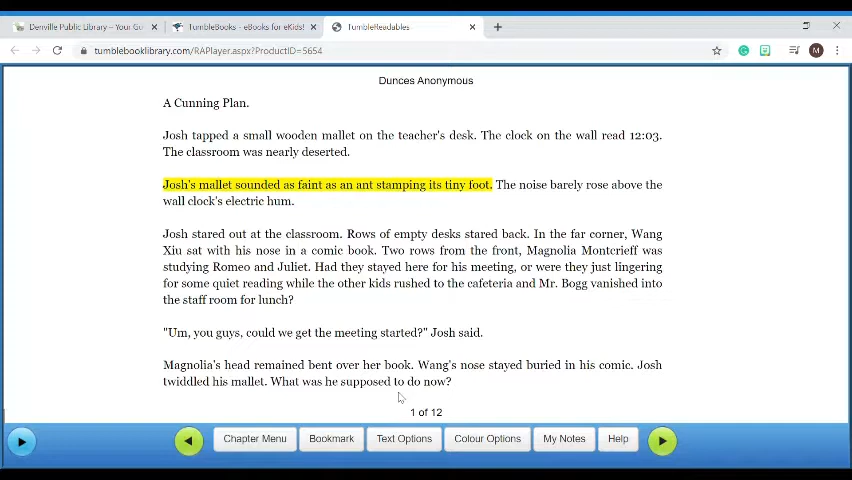 Denville Public Library – Your Gu
TumbleBooks - eBooks for eKids!
TumbleReadables
tumblebooklibrary.com/RAPlayer.aspx?ProductID=5654
M
Dunces Anonymous
A Cunning Plan.
Josh tapped a small wooden mallet on the teacher's desk. The clock on the wall read 12:03.
The classroom was nearly deserted.
Josh's mallet sounded as faint as an ant stamping its tiny foot. The noise barely rose above the
wall clock's electric hum.
Josh stared out at the classroom. Rows of empty desks stared back. In the far corner, Wang
Xiu sat with his nose in a comic book. Two rows from the front, Magnolia Montcrieff was
studying Romeo and Juliet. Had they stayed here for his meeting, or were they just lingering
for some quiet reading while the other kids rushed to the cafeteria and Mr. Bogg vanished into
the staff room for lunch?
"Um, you guys, could we get the meeting started?" Josh said.
Magnolia's head remained bent over her book. Wang's nose stayed buried in his comic. Josh
twiddled his mallet. What was he supposed to do now?
1 of 12
Chapter Menu
Bookmark
Text Options
Colour Options
My Notes
Help